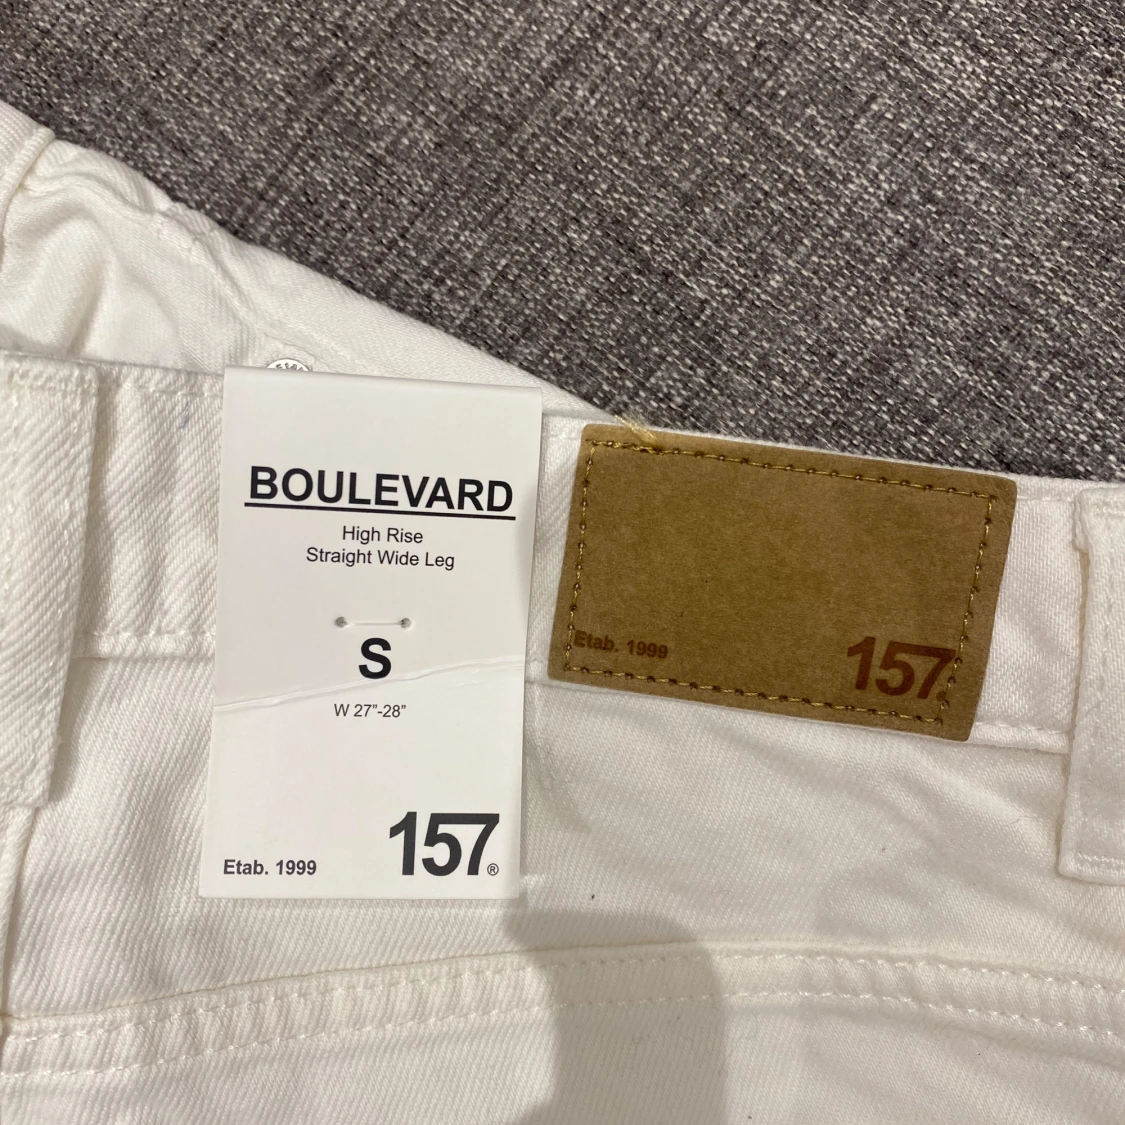 BOULEVARD
High Rise
Straight Wide Leg
S
W 27”-28”
Etab. 1999
157®
Etab. 1999
157